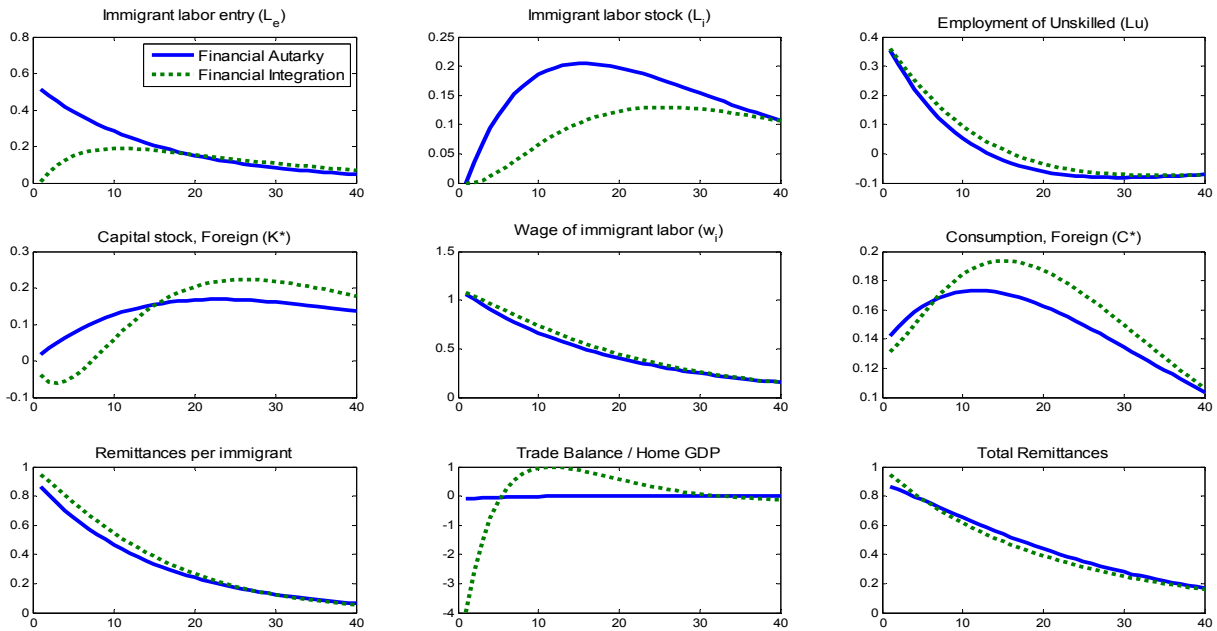 Immigrant labor entry (Le) Immigrant labor stock (Li) Employment of Unskilled (Lu)
0.8 0.25 0.4
Financial Autarky
Financial Integration
0.6 0.2 0.3
0.15 0.2
0.4
0.1 0.1
0.2
0.05 0
0 0 -0.1
0 10 20 30 40 0 10 20 30 40 0 10 20 30 40
Capital stock, Foreign (K*) Wage of immigrant labor (wi) Consumption, Foreign (C*)
0.3 1.5 0.2
0.2 0.18
1
0.1 0.16
0.5
0 0.14
0.12
-0.1 0 0.1
0 10 20 30 40 0 10 20 30 40 0 10 20 30 40
Remittances per immigrant Trade Balance / Home GDP Total Remittances
1 1 1
0.8 0 0.8
0.6 -1 0.6
0.4 -2 0.4
0.2 -3 0.2
0 -4 0
0 10 20 30 40 0 10 20 30 40 0 10 20 30 40